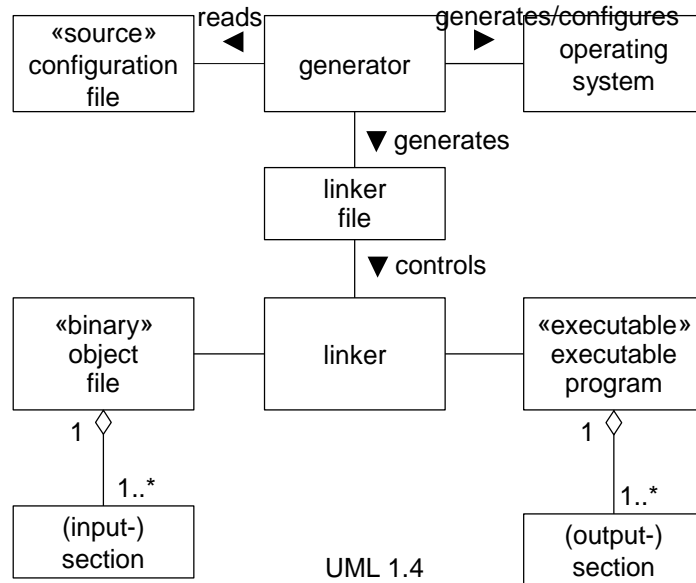 reads
generates/configures
«source»
configuration
file
generator
operating
system
generates
linker
file
controls
«binary»
object
file
linker
«executable»
executable
program
1
1..*
1
1..*
(input-)
section
(output-)
section
UML 1.4